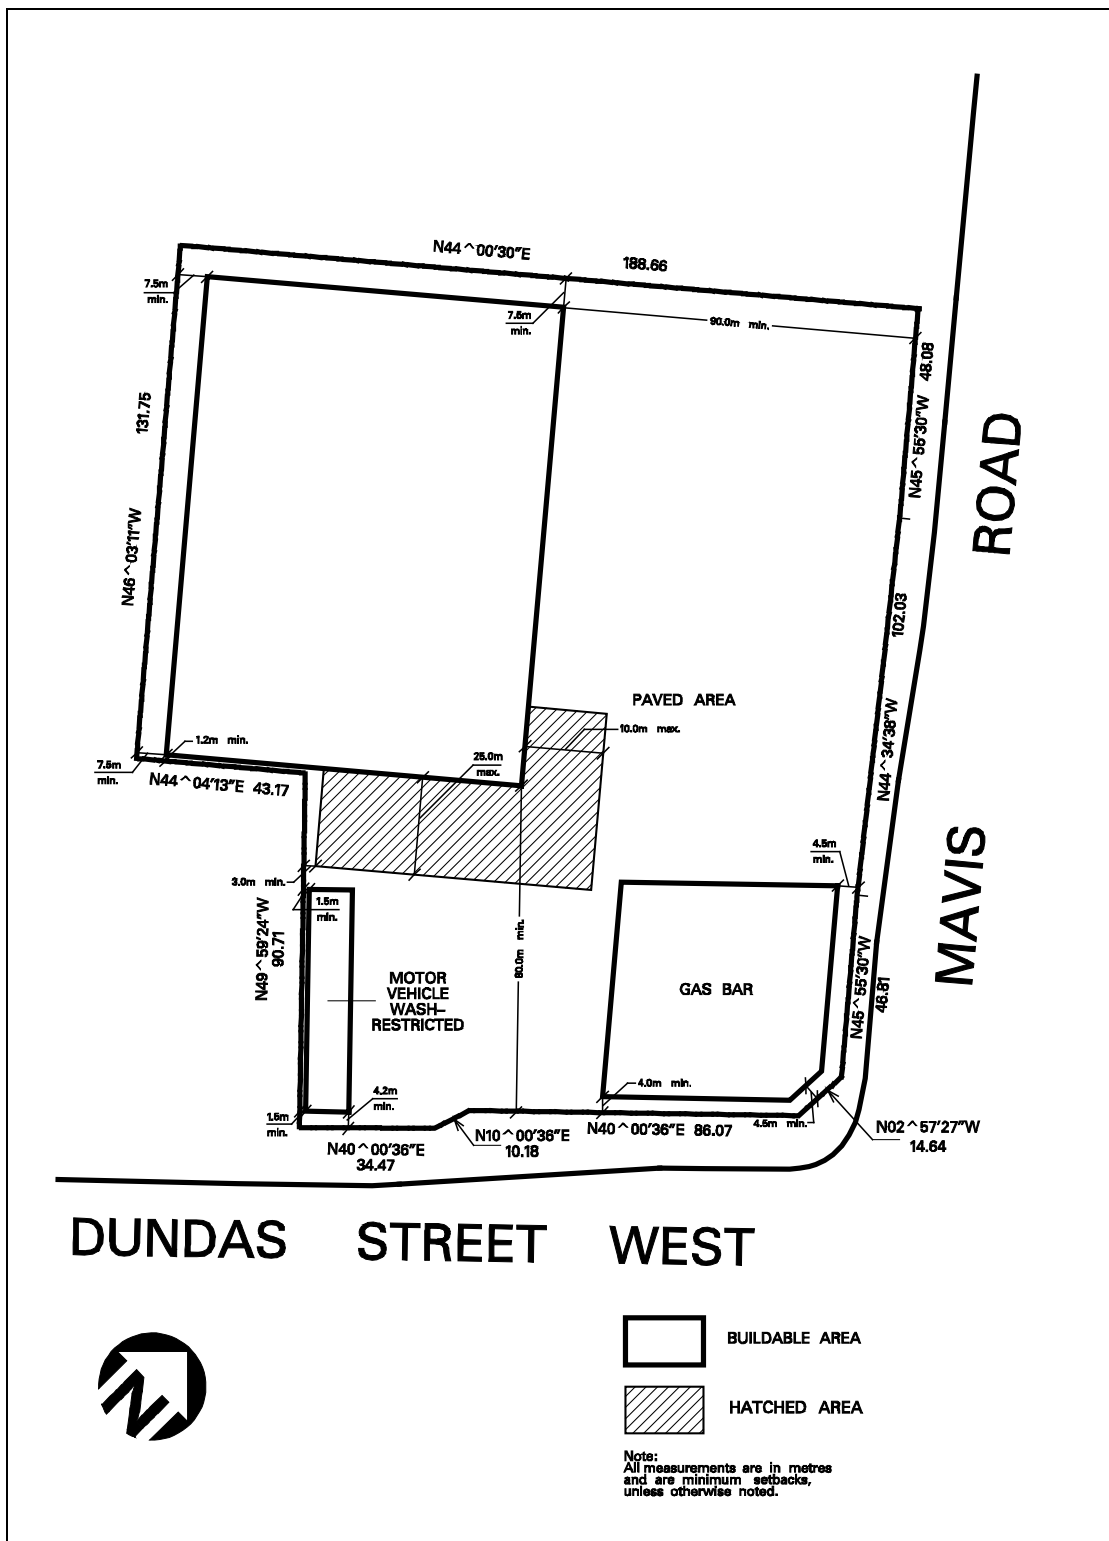 N44^00'30"E
188.66
7.5m
min.
7.5m
min.
90.0m min.
48.08
N45^55'30"W
131.75
N46^03'11"W
ROAD
102.03
N44^34'38"W
PAVED AREA
10.0m max.
1.2m min.
25.0m
max.
7.5m
min.
N44^04'13"E 43.17
4.5m
min.
3.0m min.
1.5m
min.
N49^59'24"W
90.71
80.0m min.
MAVIS
MOTOR
VEHICLE
WASH-
RESTRICTED
GAS BAR
N45^55'30"W
46.81
4.0m min.
4.2m
min.
1.5m
min.
4.5m min.
N40^00'36"E
34.47
N10^00'36"E
10.18
N40^00'36"E 86.07
N02^57'27"W
14.64
DUNDAS STREET WEST
N
BUILDABLE AREA
HATCHED AREA
Note:
All measurements are in metres
and are minimum setbacks,
unless otherwise noted.